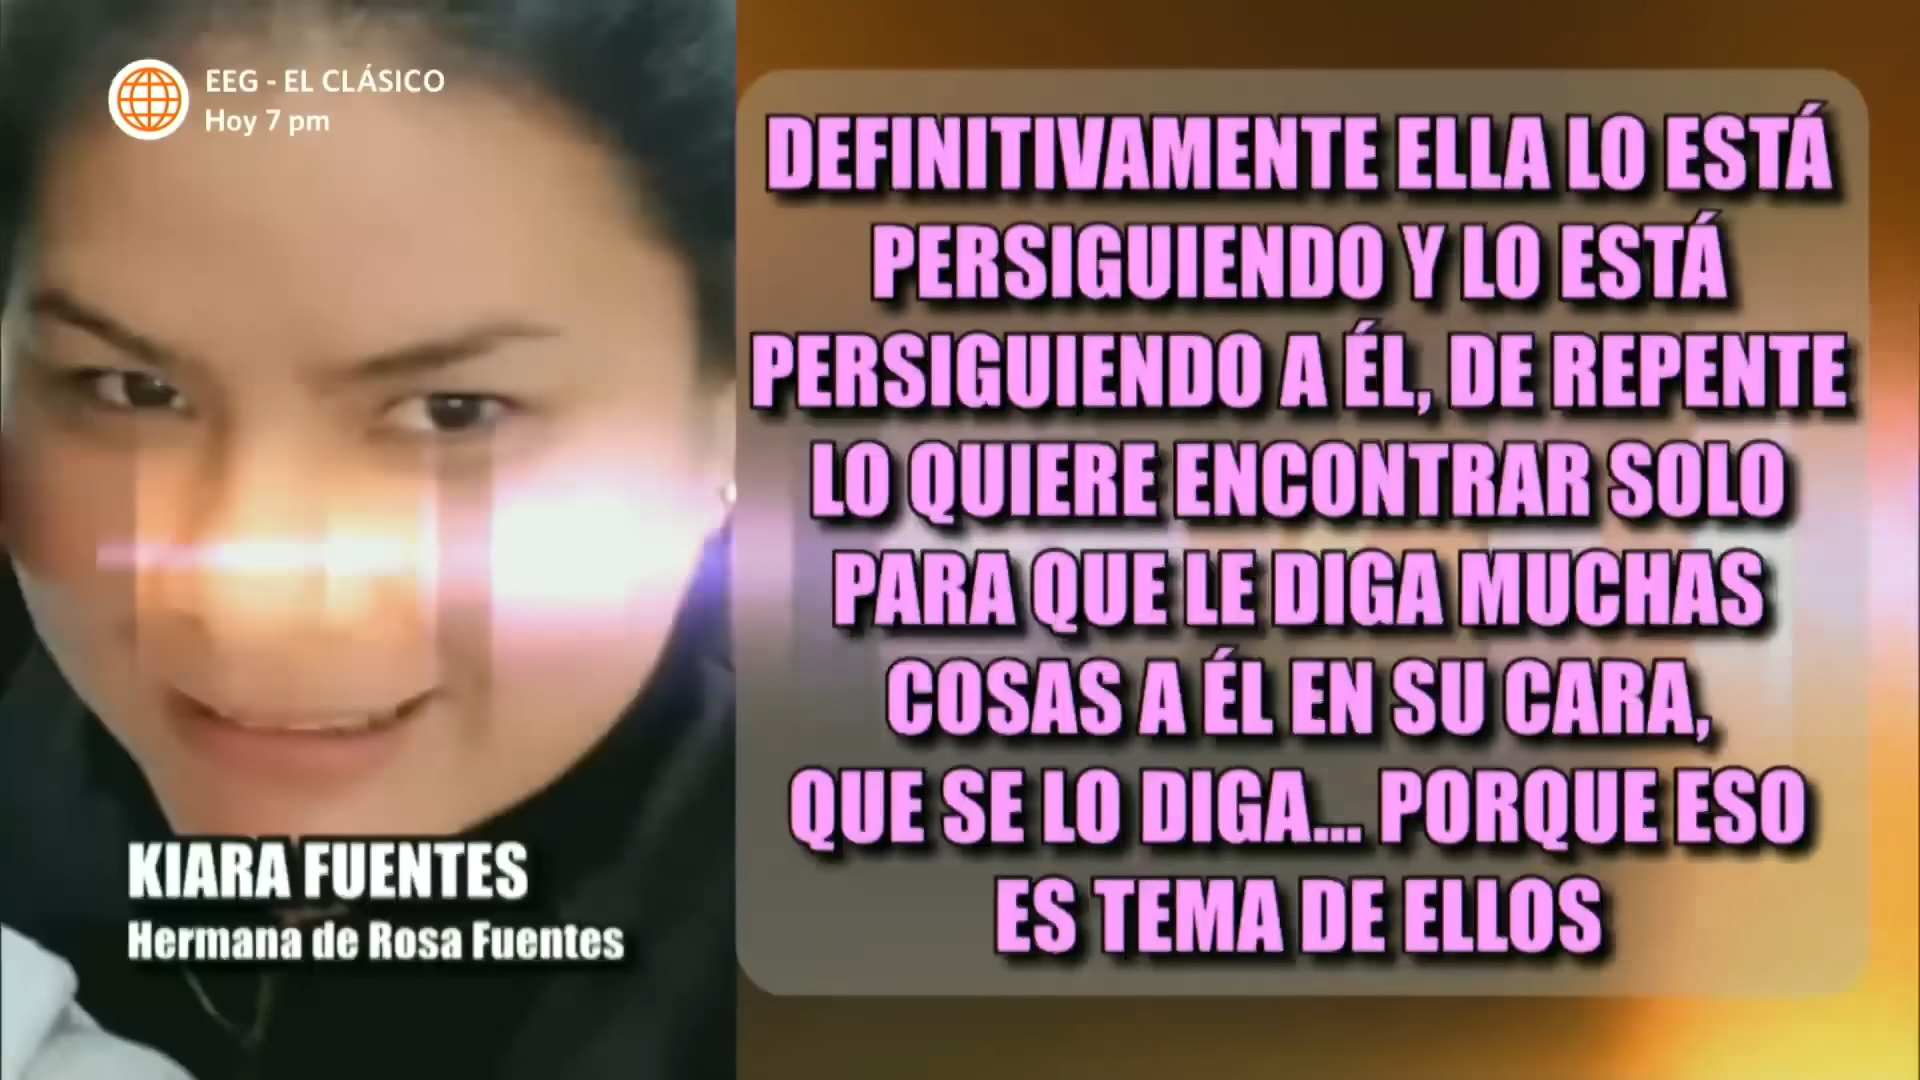 EEG - EL CLÁSICO
Hoy 7 pm
DEFINITIVAMENTE ELLA LO ESTÁ
PERSIGUIENDO Y LO ESTÁ
PERSIGUIENDO A ÉL, DE REPENTE
LO QUIERE ENCONTRAR SOLO
PARA QUE LE DIGA MUCHAS
COSAS A ÉL EN SU CARA,
QUE SE LO DIGA... PORQUE ESO
ES TEMA DE ELLOS
KIARA FUENTES
Hermana de Rosa Fuentes